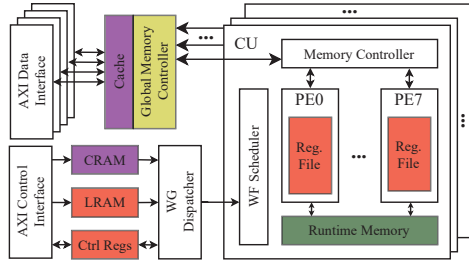 AXI Data
Interface
Cache
Global Memory
Controller
...
...
CU
Memory Controller
PE0
PE7
Reg.
File
...
Reg.
File
...
WF Scheduler
Runtime Memory
AXI Control
Interface
CRAM
LRAM
Ctrl Regs
WG
Dispatcher